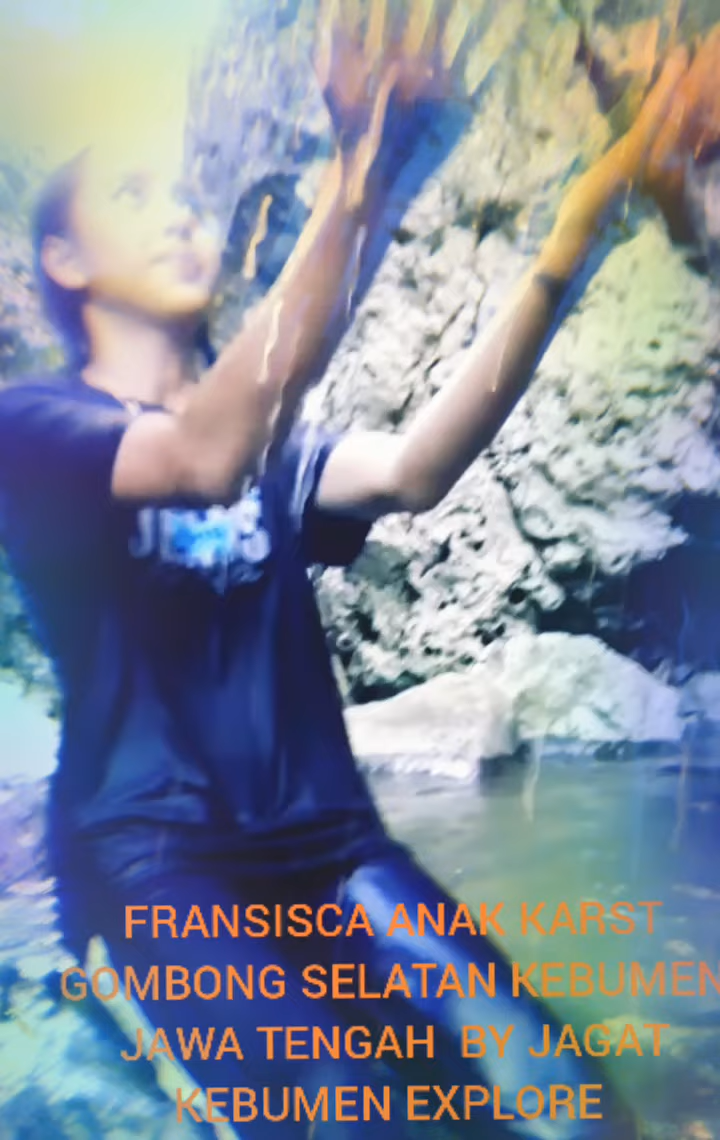 FRANSISCA ANAK KARST
GOMBONG SELATAN KEBUMEN
JAWA TENGAH BY JAGAT
KEBUMEN EXPLORE